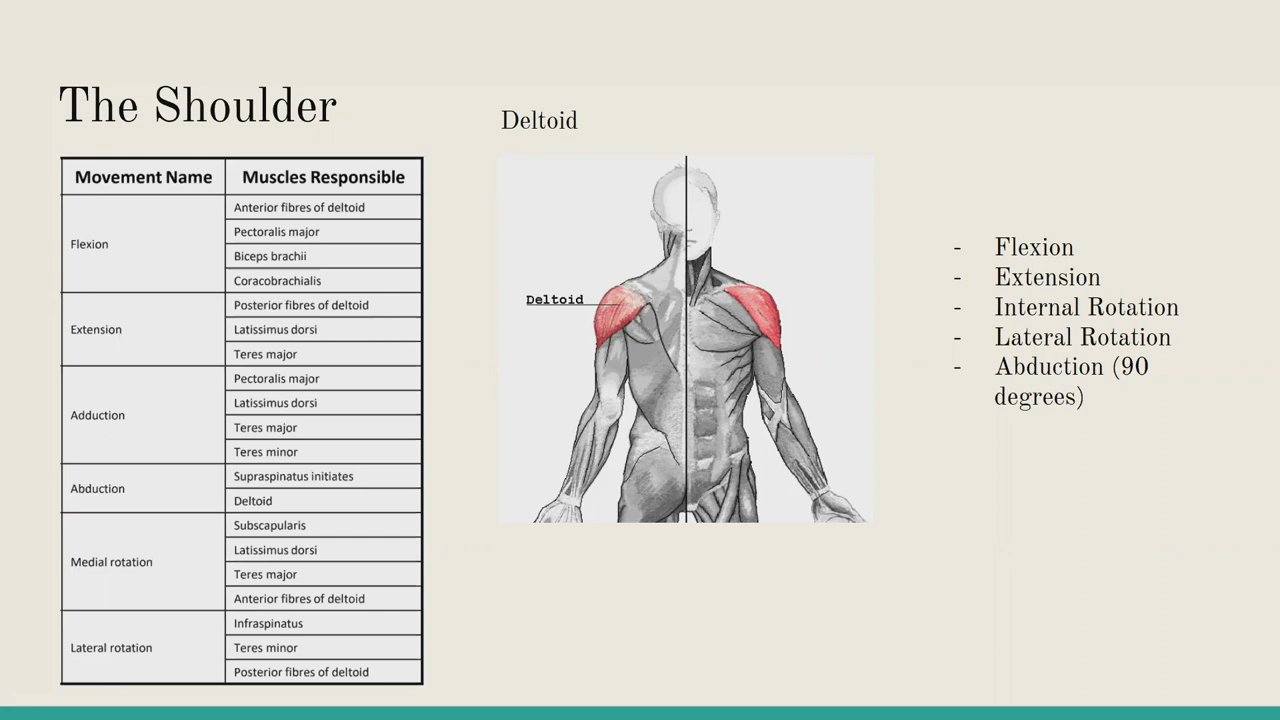 The Shoulder
Movement Name Muscles Responsible
Flexion
Anterior fibres of deltoid
Pectoralis major
Biceps brachii
Coracobrachialis
Extension
Posterior fibres of deltoid
Latissimus dorsi
Teres major
Adduction
Pectoralis major
Latissimus dorsi
Teres major
Teres minor
Abduction
Supraspinatus initiates
Deltoid
Medial rotation
Subscapularis
Latissimus dorsi
Teres major
Anterior fibres of deltoid
Lateral rotation
Infraspinatus
Teres minor
Posterior fibres of deltoid
Deltoid
Deltoid
- Flexion
- Extension
- Internal Rotation
- Lateral Rotation
- Abduction (90
degrees)